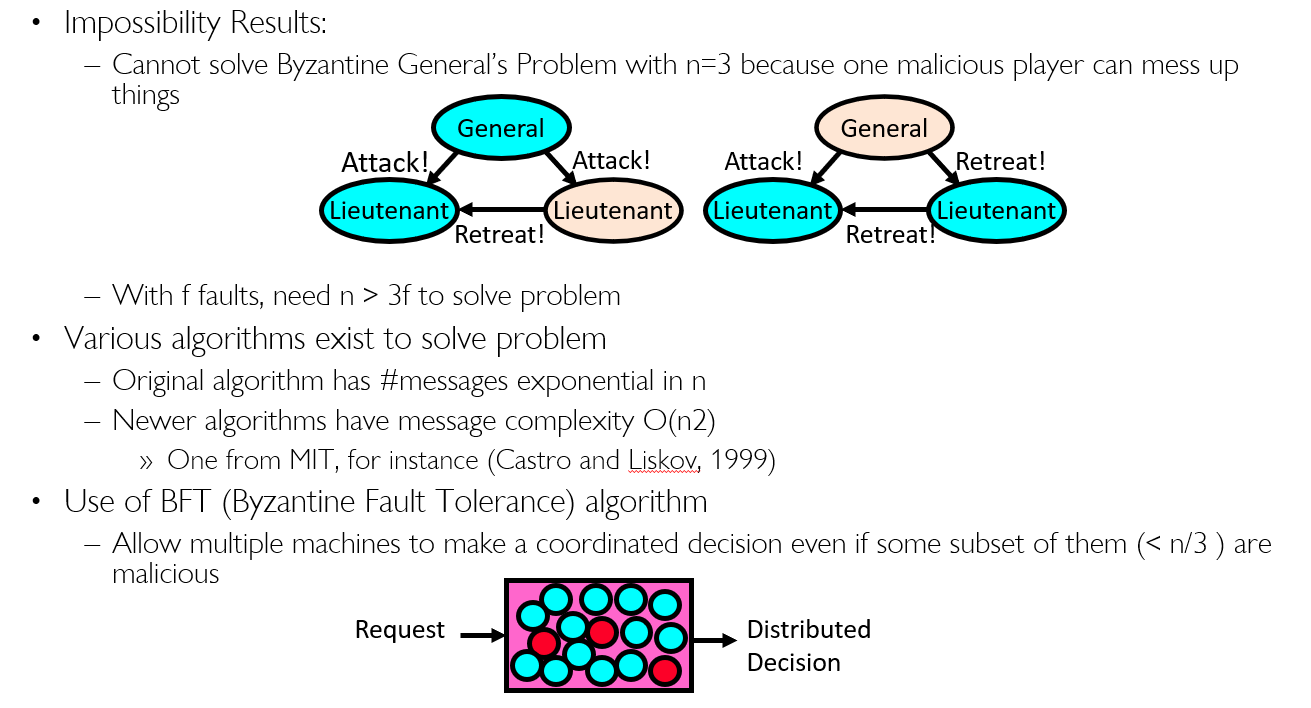 • Impossibility Results:
– Cannot solve Byzantine General's Problem with n=3 because one malicious player can mess up
things
General
General
Attack!
Attack!
Attack!
Retreat!
Lieutenant
Lieutenant
Lieutenant
Lieutenant
Retreat!
Retreat!
– With f faults, need n > 3f to solve problem
• Various algorithms exist to solve problem
– Original algorithm has #messages exponential in n
– Newer algorithms have message complexity O(n2)
» One from MIT, for instance (Castro and Liskov, 1999)
• Use of BFT (Byzantine Fault Tolerance) algorithm
– Allow multiple machines to make a coordinated decision even if some subset of them (< n/3 ) are
malicious
Request
Distributed
Decision